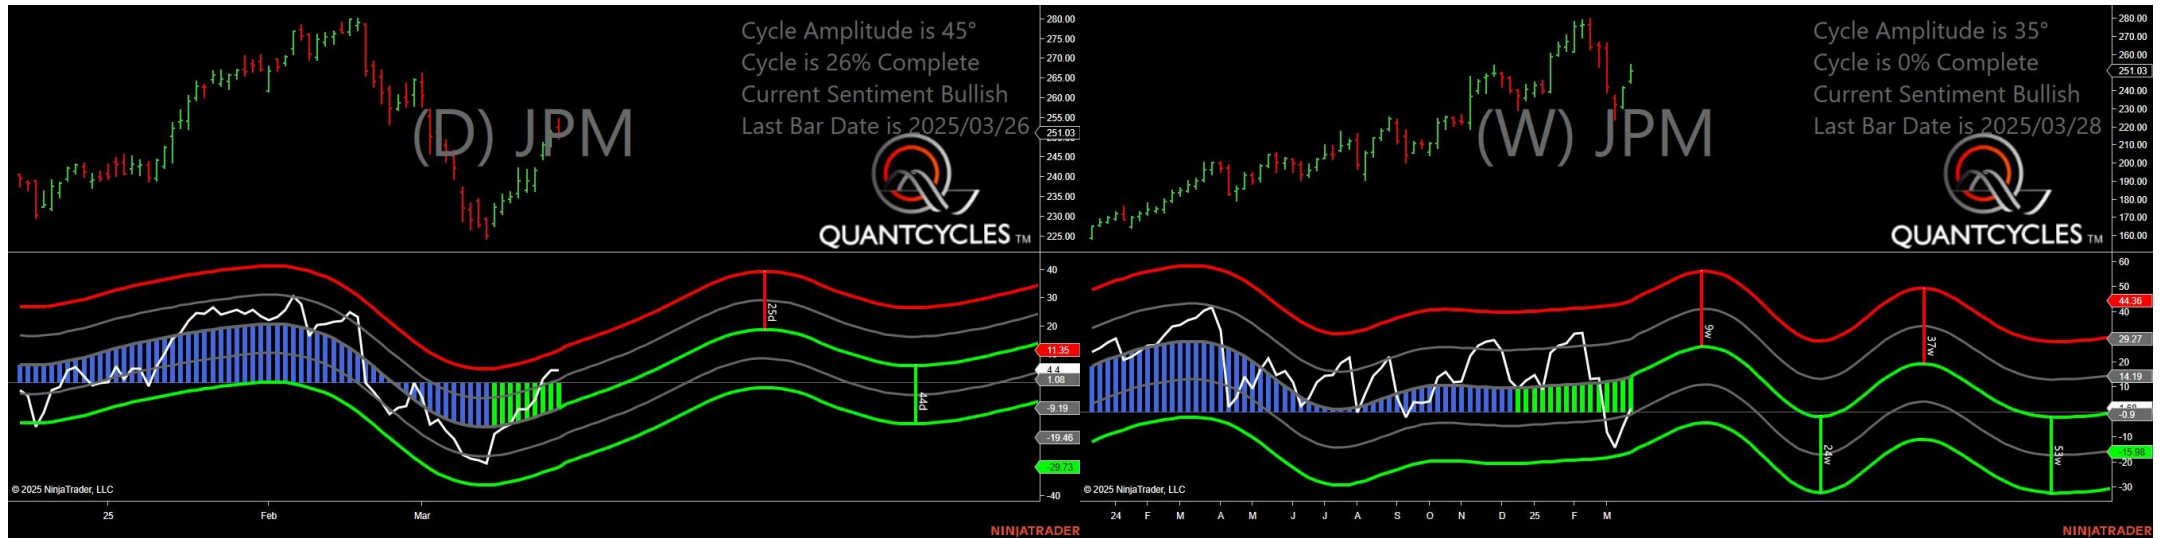 Cycle Amplitude is 45°
Cycle is 26% Complete
Current Sentiment Bullish
Last Bar Date is 2025/03/26
(D) JPM
QUANTCYCLES TM
280.00
275.00
270.00
265.00
260.00
255.00
251.03
245.00
240.00
235.00
230.00
225.00
40
30
20
11.35
4.4
1.08
-9.19
-19.46
-29.73
-40
25d
44d
© 2025 NinjaTrader, LLC
25
Feb
Mar
NINJATRADER
Cycle Amplitude is 35°
Cycle is 0% Complete
Current Sentiment Bullish
Last Bar Date is 2025/03/28
(W) JPM
QUANTCYCLES TM
280.00
270.00
260.00
251.03
240.00
230.00
220.00
210.00
200.00
190.00
180.00
170.00
160.00
60
44.36
40
29.27
20
14.19
10
-0.9
-10
-15.98
-20
-30
9w
24w
37w
53w
© 2025 NinjaTrader, LLC
24
F
M
A
M
J
J
A
S
O
N
D
25
F
M
NINJATRADER